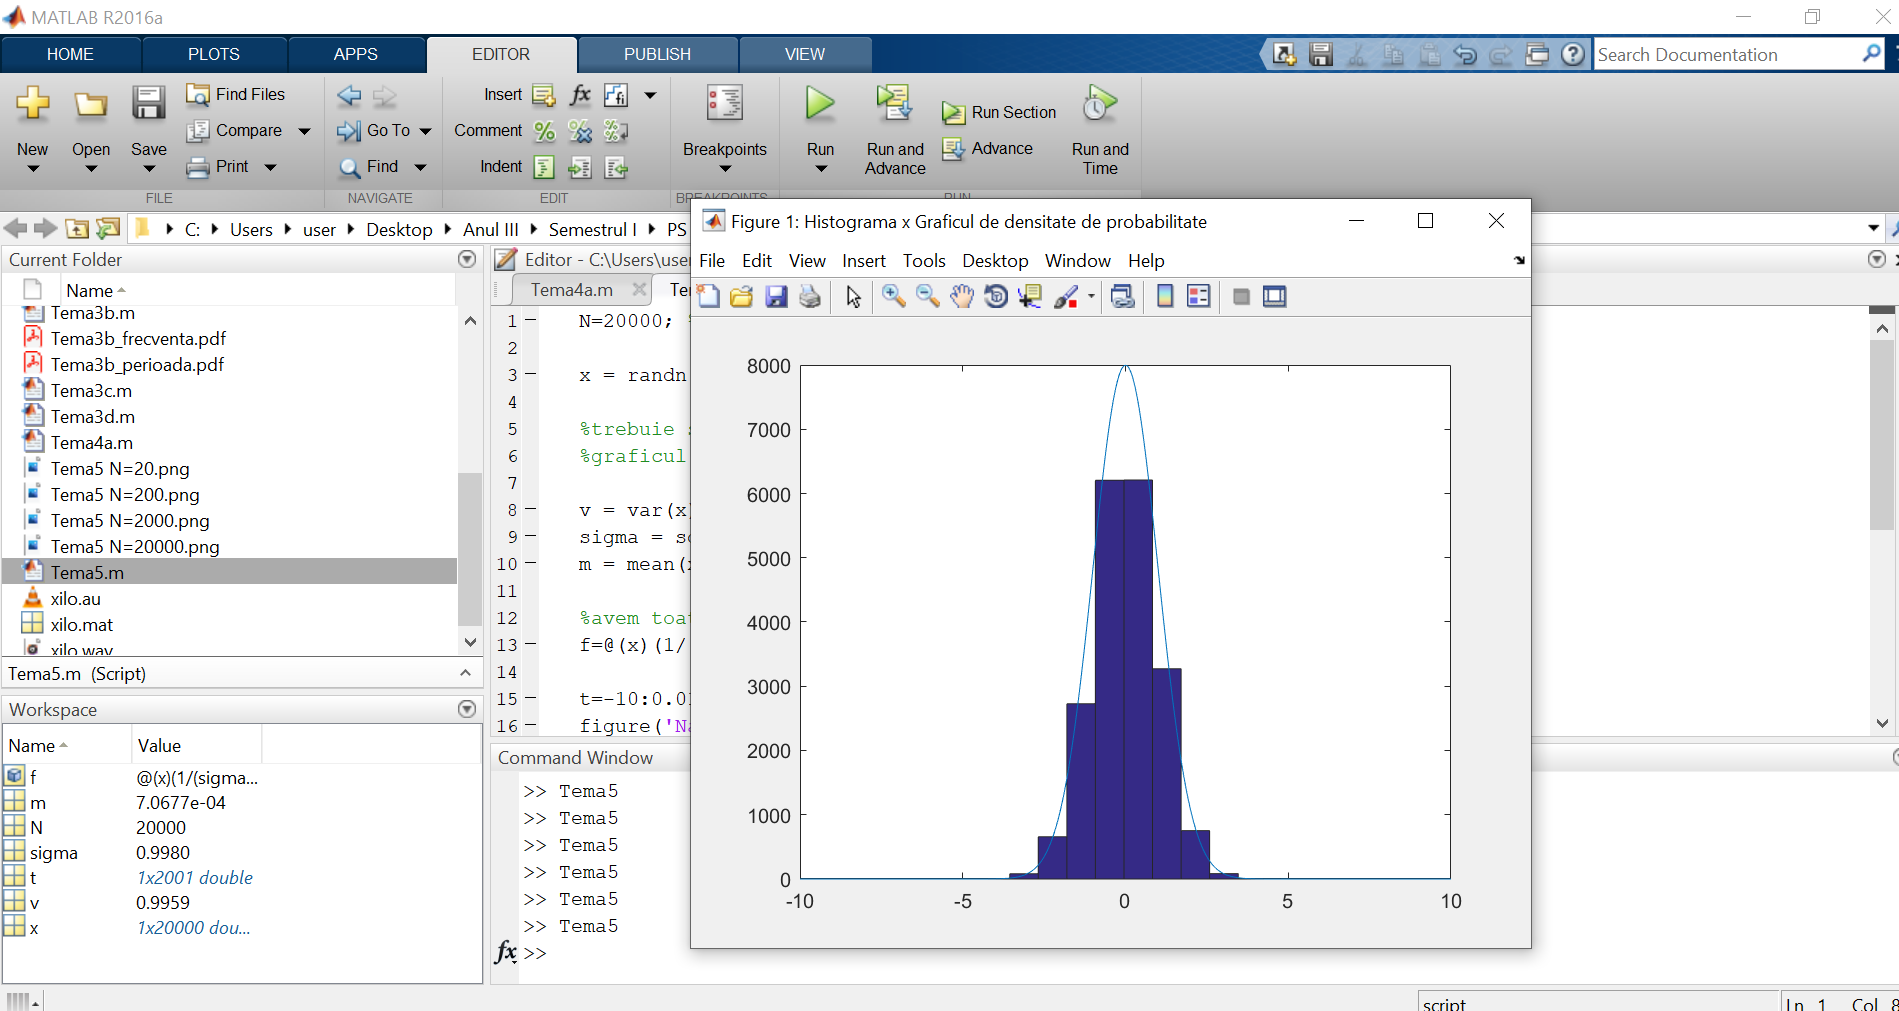 MATLAB R2016a
HOME PLOTS APPS EDITOR PUBLISH VIEW
Search Documentation
New Open Save
Find Files
Compare
Print
FILE
Go To
Find
NAVIGATE
Insert
Comment
Indent
EDIT
Breakpoints
BREAKPOINTS
Run
Run and Advance
Run Section
Advance
Run and Time
RUN
C: Users user Desktop Anul III Semestrul I PS
Current Folder
Name
Tema3b.m
Tema3b_frecventa.pdf
Tema3b_perioada.pdf
Tema3c.m
Tema3d.m
Tema4a.m
Tema5 N=20.png
Tema5 N=200.png
Tema5 N=2000.png
Tema5 N=20000.png
Tema5.m
xilo.au
xilo.mat
xilo.wav
Tema5.m (Script)
Workspace
Name Value
f @(x)(1/(sigma...
m 7.0677e-04
N 20000
sigma 0.9980
t 1x2001 double
v 0.9959
x 1x20000 dou...
Editor - C:\Users\user
Tema4a.m
1 N=20000;
2
3 x = randn
4
5 %trebuie
6 %graficul
7
8 v = var(x)
9 sigma =
10 m = mean(
11
12 %avem
13 f=@(x)(1/
14
15 t=-10:0.01
16 figure('Na
Command Window
>> Tema5
>> Tema5
>> Tema5
>> Tema5
>> Tema5
>> Tema5
fx >>
Figure 1: Histograma x Graficul de densitate de probabilitate
File Edit View Insert Tools Desktop Window Help
8000
7000
6000
5000
4000
3000
2000
1000
0
-10 -5 0 5 10
script
Ln 1 Col 8